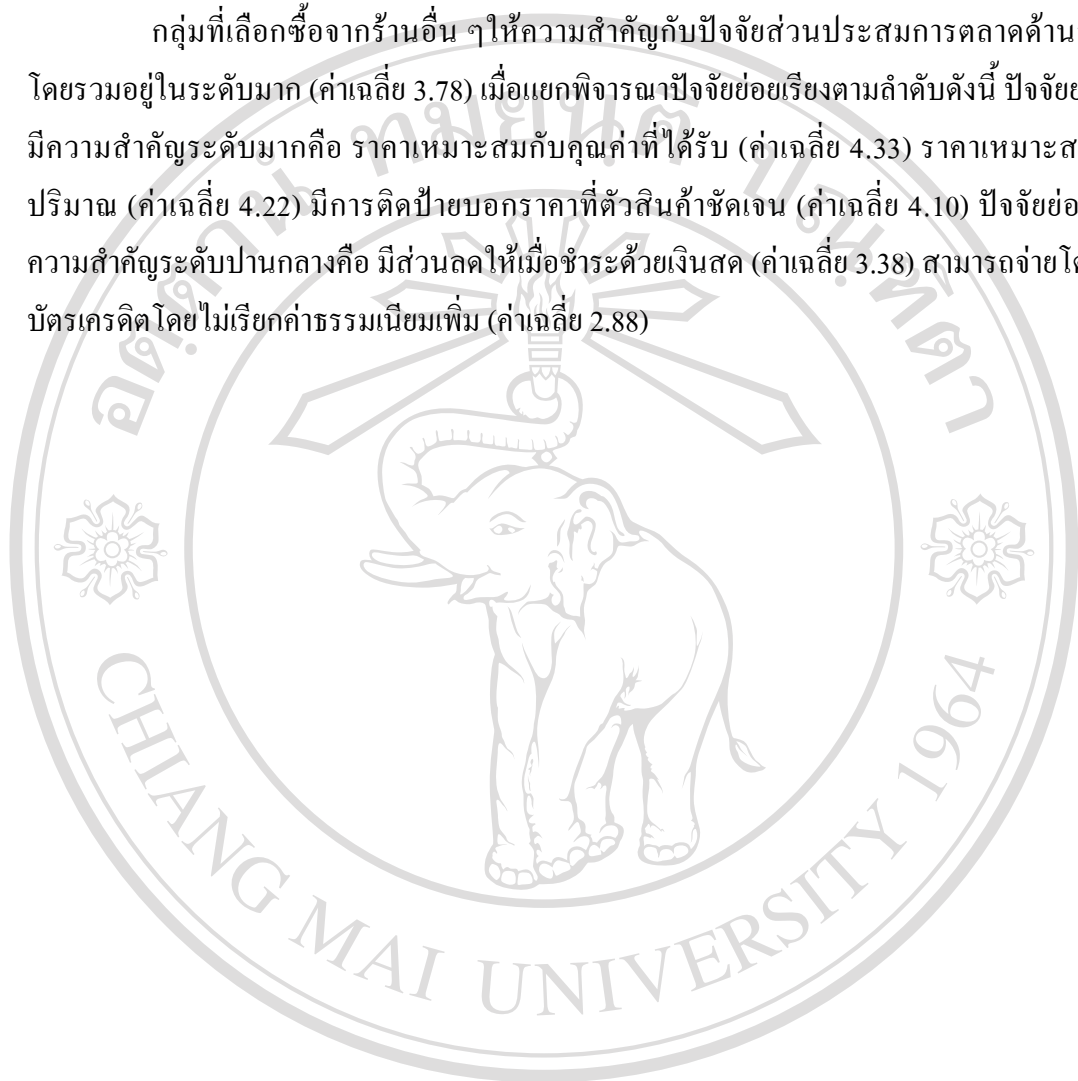 กลุ่มที่เลือกซื้อจากร้านอื่น ๆให้ความสำคัญกับปัจจัยส่วนประสมการตลาดด้าน
โดยรวมอยู่ในระดับมาก (ค่าเฉลี่ย 3.78) เมื่อแยกพิจารณาปัจจัยย่อยเรียงตามลำดับดังนี้ ปัจจัย
มีความสำคัญระดับมากคือ ราคาเหมาะสมกับคุณค่าที่ได้รับ (ค่าเฉลี่ย 4.33)
ปริมาณ (ค่าเฉลี่ย 4.22) มีการติดป้ายบอกราคาที่ตัวสินค้าชัดเจน (ค่าเฉลี่ย 4.10)
ความสำคัญระดับปานกลางคือ มีส่วนลดให้เมื่อชำระด้วยเงินสด (ค่าเฉลี่ย 3.38) สามารถจ่าย
บัตรเครดิตโดยไม่เรียกค่าธรรมเนียมเพิ่ม (ค่าเฉลี่ย 2.88)
อตฺตานํ ทมยนฺติ ปณฺฑิตา
CHIANG MAI UNIVERSITY 1964